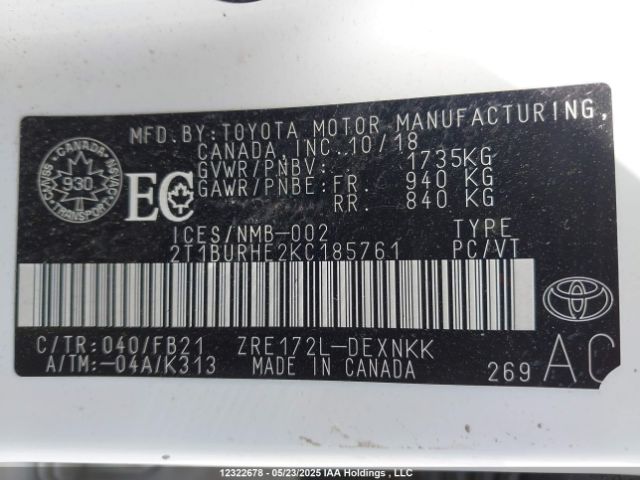 MFD.BY:TOYOTA MOTOR MANUFACTURING,
CANADA, INC. 10/18
GVWR/PNBV: 1735KG
GAWR/PNBE:FR. 940 KG
RR. 840 KG
CANADA
930
TRANSPORT
EC
ICES/NMB-002 TYPE
2T1BURHE2KC185761 PC/VT
C/TR:040/FB21 ZRE172L-DEXNKK
A/TM:-04A/K313 MADE IN CANADA 269 AC
12322678 - 05/23/2025 IAA Holdings , LLC